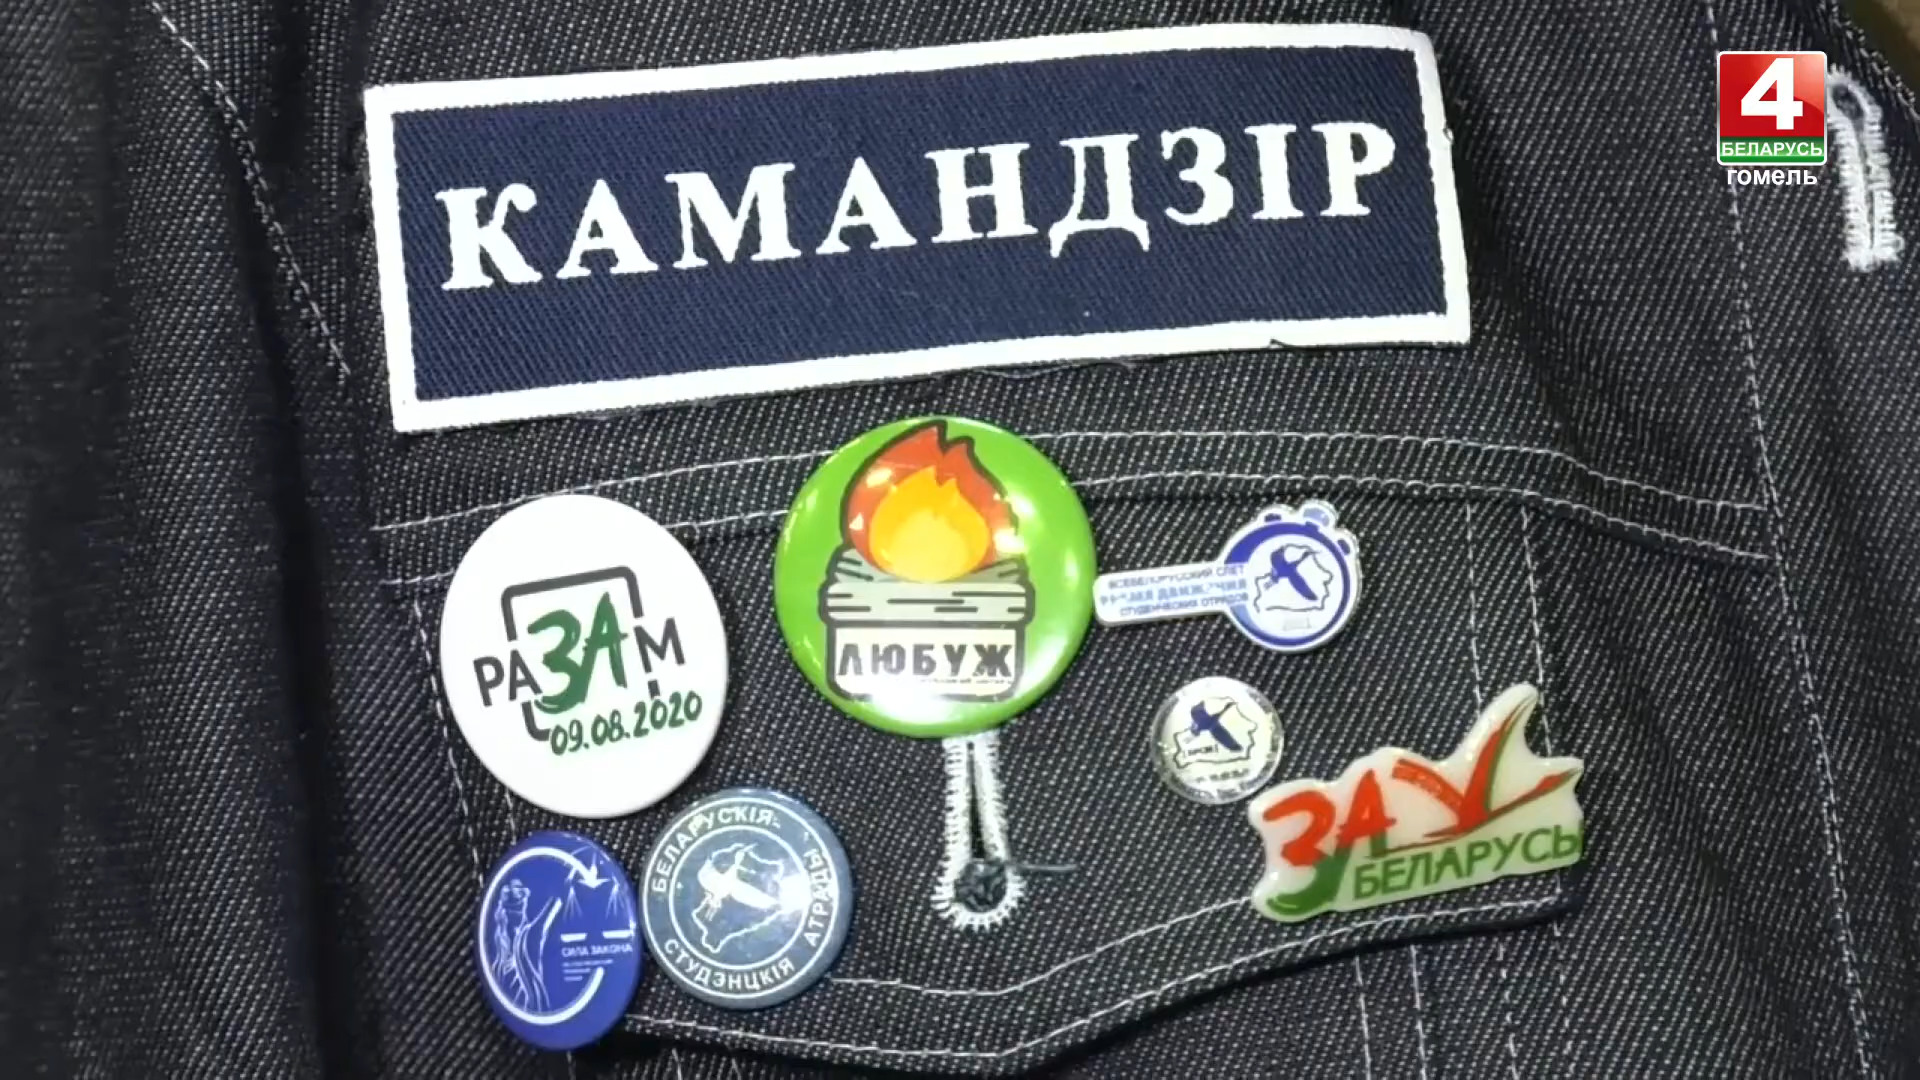 4
БЕЛАРУСЬ
гомель
КАМАНДЗІР
РАЗАМ
09.08.2020
ЛЮБУЖ
ВСЕБЕЛОРУССКИЙ СЛЕТ
СТУДЕНЧЕСКИХ ОТРЯДОВ
ЗА
БЕЛАРУСЬ
БЕЛАРУСКІЯ
СТУДЭНЦКІЯ
АТРАДЫ
СИЛА ЗАКОНА